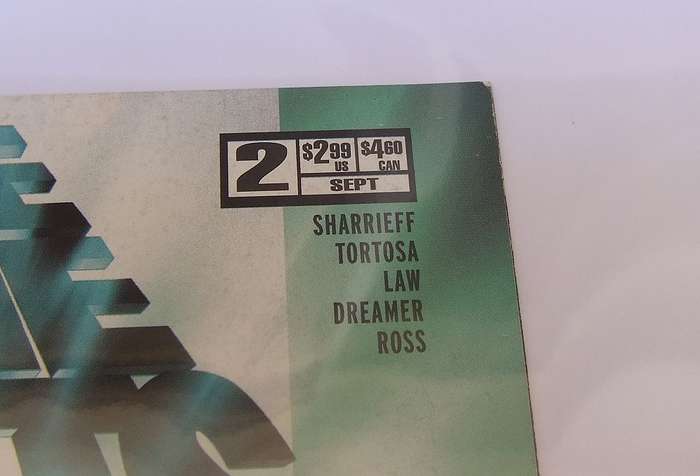 2 $2.99 US $4.60 CAN
SEPT
SHARRIEFF
TORTOSA
LAW
DREAMER
ROSS